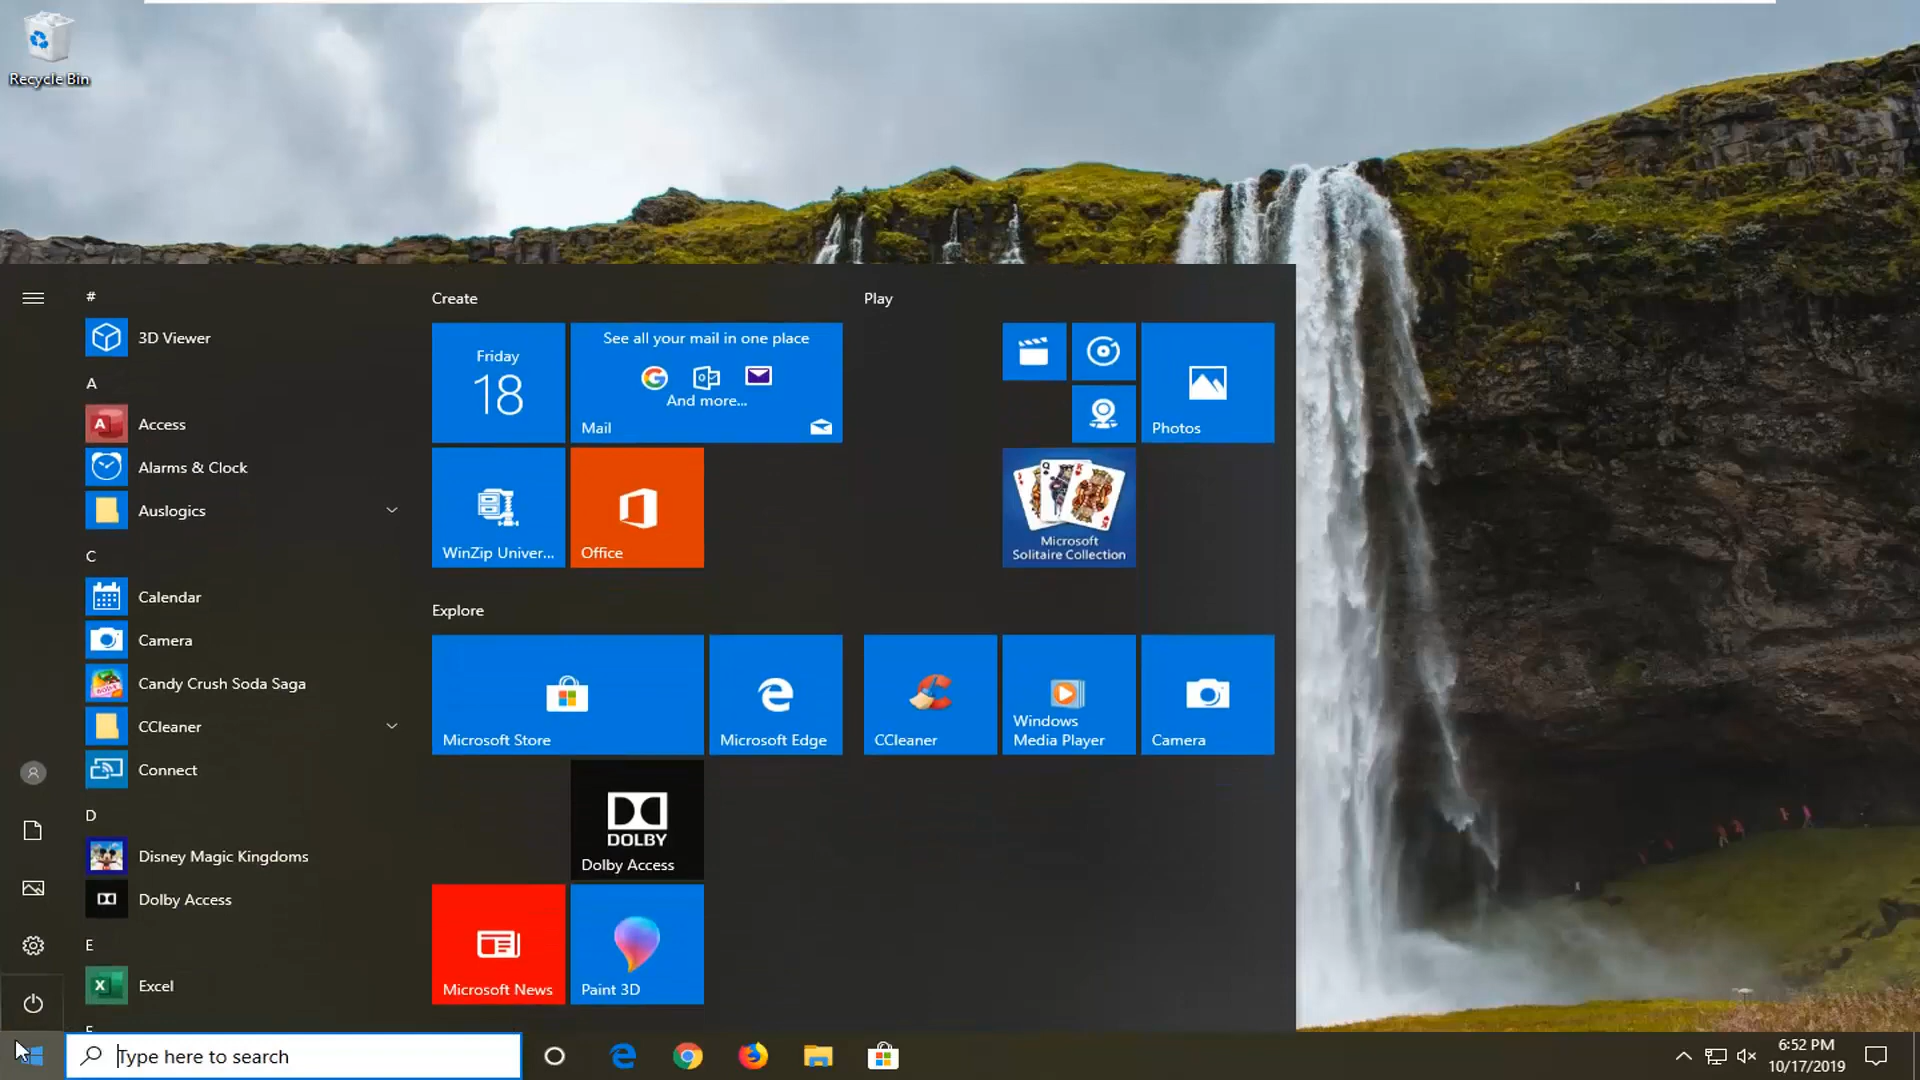 Recycle Bin
#
3D Viewer
A
Access
Alarms & Clock
Auslogics
C
Calendar
Camera
Candy Crush Soda Saga
CCleaner
Connect
D
Disney Magic Kingdoms
Dolby Access
E
Excel
Create
Friday
18
See all your mail in one place
And more...
Mail
WinZip Univer...
Office
Explore
Microsoft Store
Microsoft Edge
DOLBY
Dolby Access
Microsoft News
Paint 3D
Play
Photos
Microsoft
Solitaire Collection
CCleaner
Windows
Media Player
Camera
Type here to search
6:52 PM
10/17/2019